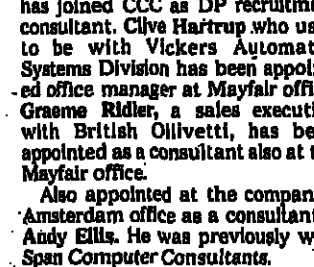 has joined CCC as DP recruitme
consultant. Clive Hartrup who us
to be with Vickers Automat
Systems Division has been appoi
ed office manager at Mayfair offi
Graeme Ridler, a sales executi
with British Ollivetti, has be
appointed as a consultant also at t
Mayfair office.
Also appointed at the compan
Amsterdam office as a consultant
Andy Ellis. He was previously w
Span Computer Consultants.